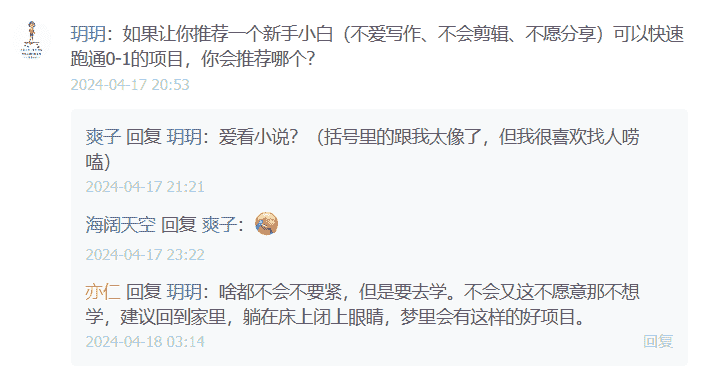 玥玥：如果让你推荐一个新手小白（不爱写作、不会剪辑、不愿分享）可以快速
跑通0-1的项目，你会推荐哪个？
2024-04-17 20:53
爽子 回复 玥玥：爱看小说？（括号里的跟我太像了，但我很喜欢找人唠
嗑）
2024-04-17 21:21
海阔天空 回复 爽子：
2024-04-17 23:22
亦仁 回复 玥玥：啥都不会不要紧，但是要去学。不会又这不愿意那不想
学，建议回到家里，躺在床上闭上眼睛，梦里会有这样的好项目。
2024-04-18 03:14
回复